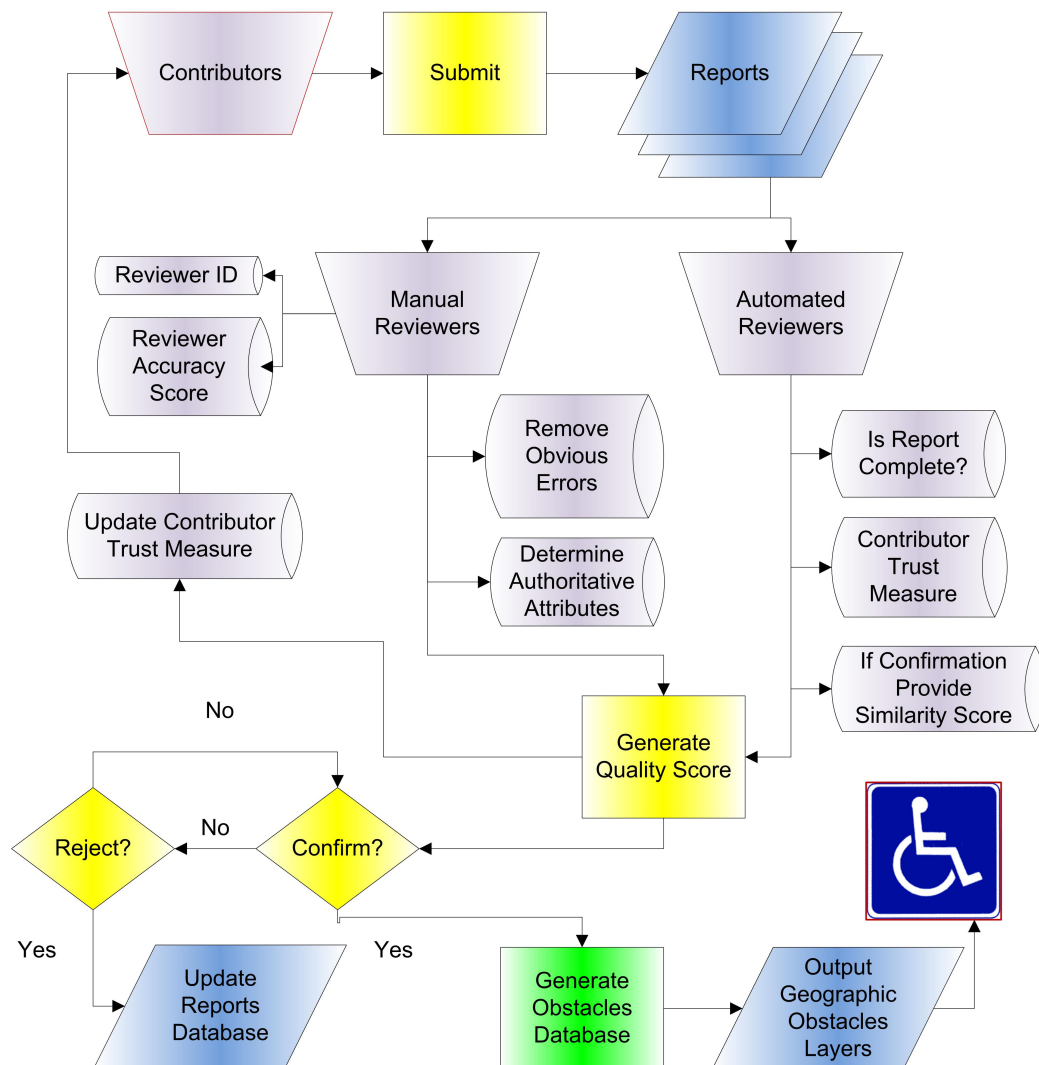 Contributors
Submit
Reports
Reviewer ID
Manual
Reviewers
Automated
Reviewers
Reviewer
Accuracy
Score
Remove
Obvious
Errors
Is Report
Complete?
Update Contributor
Trust Measure
Determine
Authoritative
Attributes
Contributor
Trust
Measure
If Confirmation
Provide
Similarity Score
No
Generate
Quality Score
Reject?
No
Confirm?
Yes
Yes
Update
Reports
Database
Generate
Obstacles
Database
Output
Geographic
Obstacles
Layers